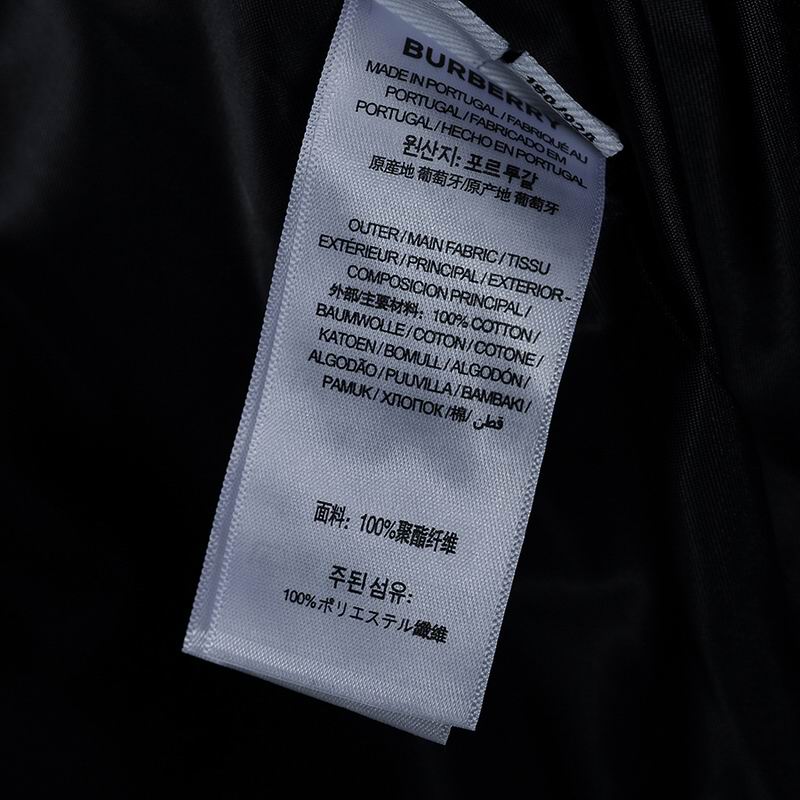 BURBERRY
MADE IN PORTUGAL / FABRIQUÉ AU
PORTUGAL / FABRICADO EM
PORTUGAL / HECHO EN PORTUGAL
원산지: 포르투갈
原産地 葡萄牙/原产地 葡萄牙
OUTER / MAIN FABRIC / TISSU
EXTÉRIEUR / PRINCIPAL / EXTERIOR -
COMPOSICION PRINCIPAL /
外部/主要材料: 100% COTTON /
BAUMWOLLE / COTON / COTONE /
KATOEN / BOMULL / ALGODÓN /
ALGODÃO / PUUVILLA / BAMBAKI /
PAMUK / ХЛОПОК /棉/ قطن
面料: 100%聚酯纤维
주된 섬유:
100%ポリエステル繊維